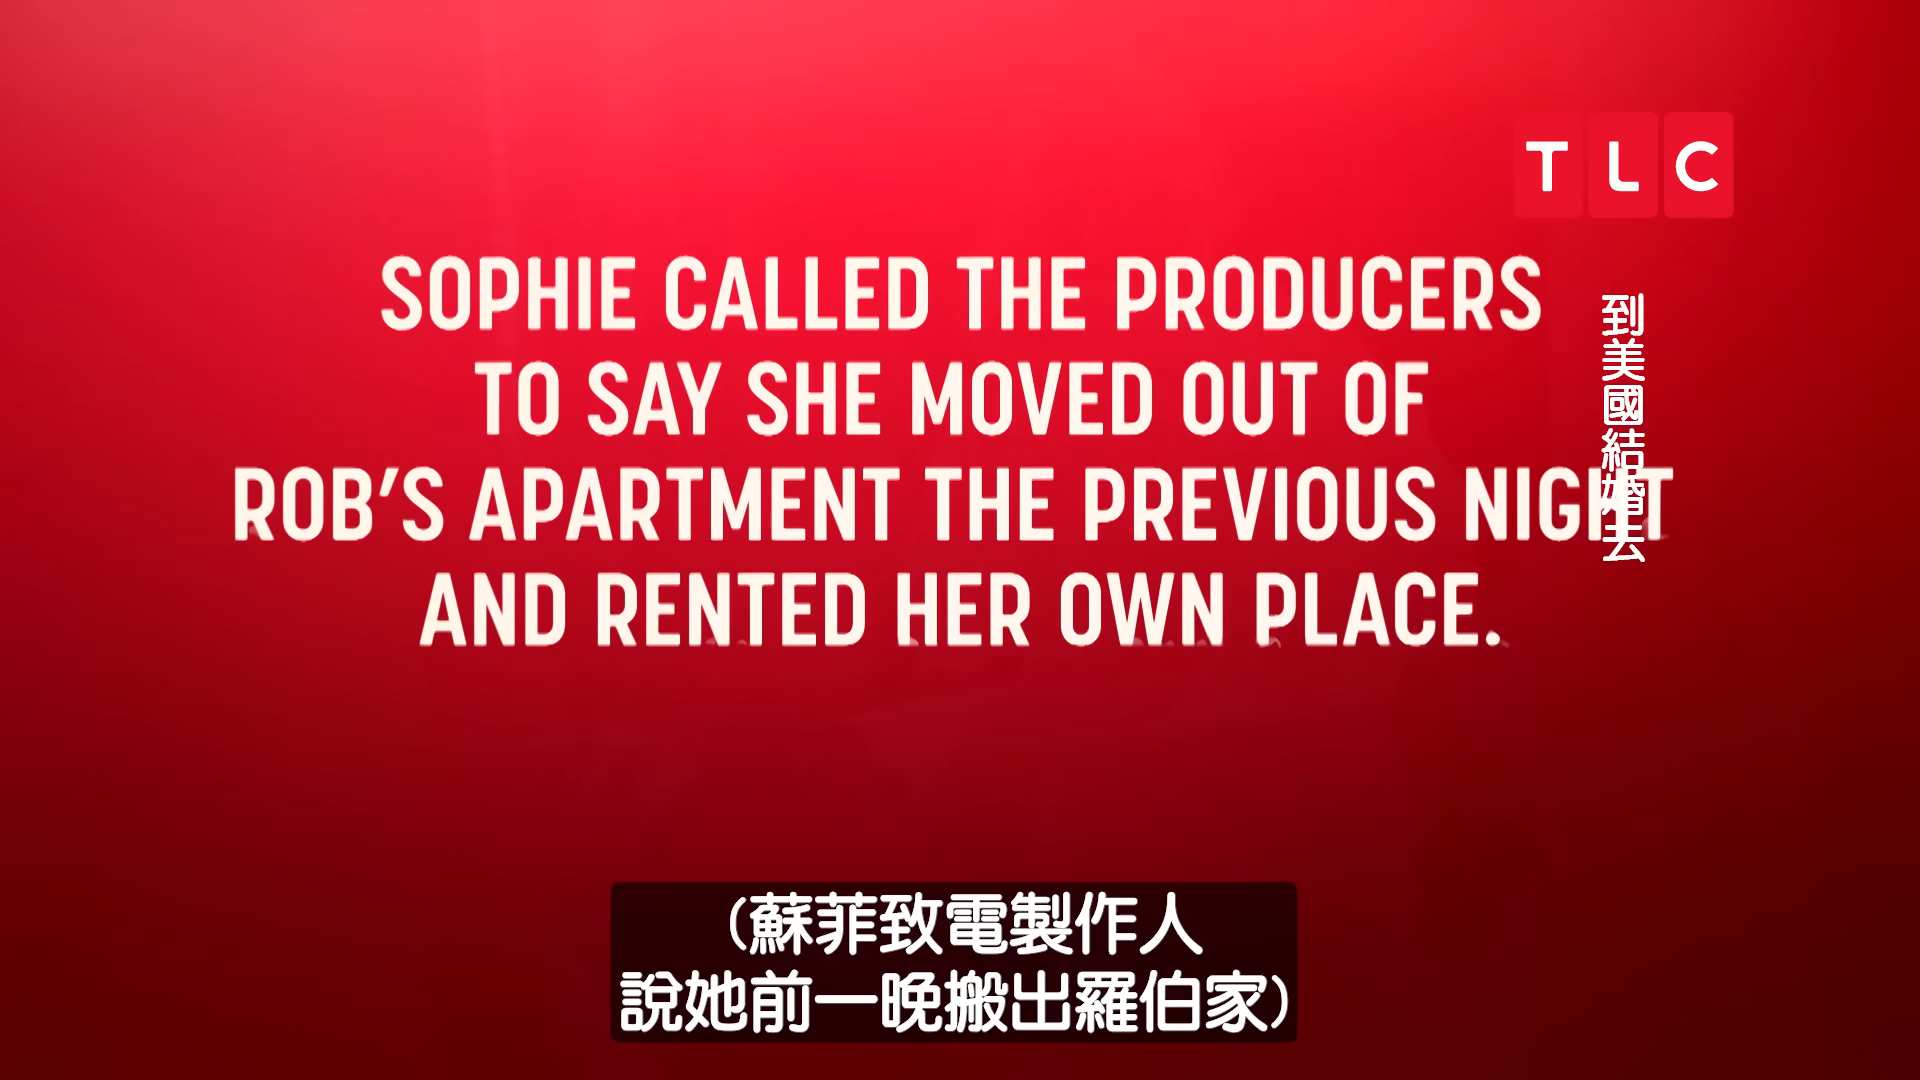 TLC
SOPHIE CALLED THE PRODUCERS
TO SAY SHE MOVED OUT OF
ROB'S APARTMENT THE PREVIOUS NIGHT
AND RENTED HER OWN PLACE.
到美國結婚去
(蘇菲致電製作人
說她前一晚搬出羅伯家)